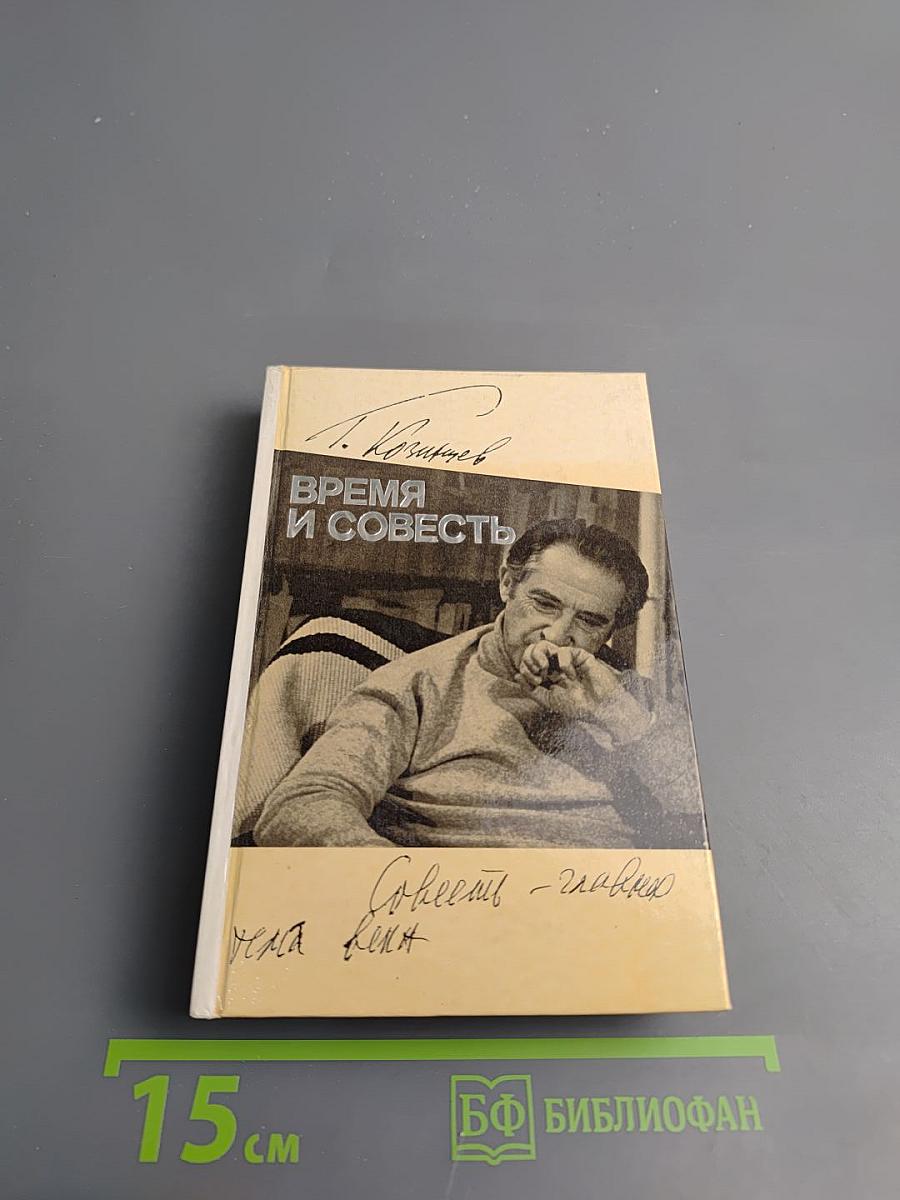 Г. Козинцев
ВРЕМЯ
И СОВЕСТЬ
Совесть – главная
тема века
15 см
БФ БИБЛИОФАН